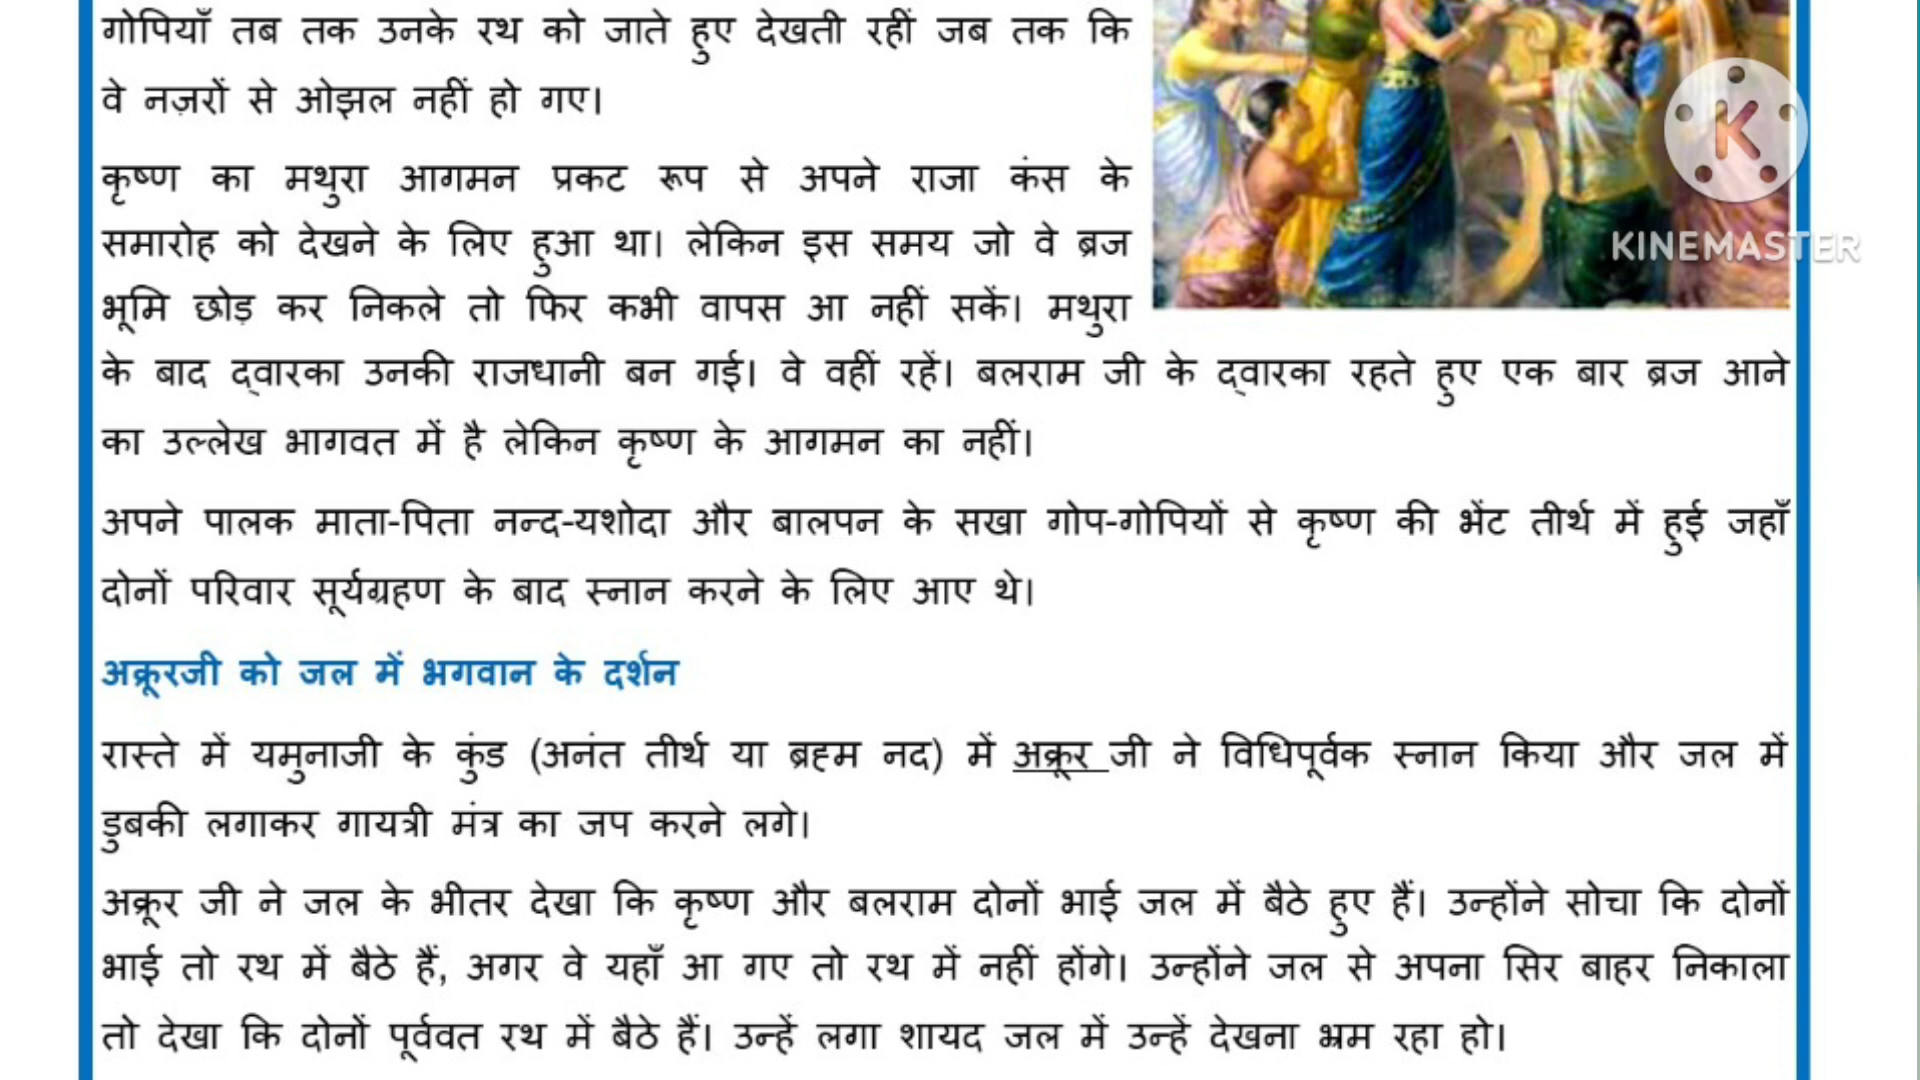 गोपियाँ तब तक उनके रथ को जाते हुए देखती रहीं जब तक कि
वे नज़रों से ओझल नहीं हो गए।
कृष्ण का मथुरा आगमन प्रकट रूप से अपने राजा कंस के
समारोह को देखने के लिए हुआ था। लेकिन इस समय जो वे ब्रज
भूमि छोड़ कर निकले तो फिर कभी वापस आ नहीं सकें। मथुरा
के बाद द्वारका उनकी राजधानी बन गई। वे वहीं रहें। बलराम जी के द्वारका रहते हुए एक बार ब्रज आने
का उल्लेख भागवत में है लेकिन कृष्ण के आगमन का नहीं।
अपने पालक माता-पिता नन्द-यशोदा और बालपन के सखा गोप-गोपियों से कृष्ण की भेंट तीर्थ में हुई जहाँ
दोनों परिवार सूर्यग्रहण के बाद स्नान करने के लिए आए थे।
अक्रूरजी को जल में भगवान के दर्शन
रास्ते में यमुनाजी के कुंड (अनंत तीर्थ या ब्रह्म नद) में अक्रूर जी ने विधिपूर्वक स्नान किया और जल में
डुबकी लगाकर गायत्री मंत्र का जप करने लगे।
अक्रूर जी ने जल के भीतर देखा कि कृष्ण और बलराम दोनों भाई जल में बैठे हुए हैं। उन्होंने सोचा कि दोनों
भाई तो रथ में बैठे हैं, अगर वे यहाँ आ गए तो रथ में नहीं होंगे। उन्होंने जल से अपना सिर बाहर निकाला
तो देखा कि दोनों पूर्ववत रथ में बैठे हैं। उन्हें लगा शायद जल में उन्हें देखना भ्रम रहा हो।
K
KINEMASTER